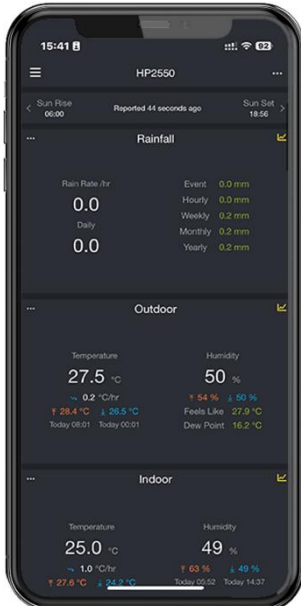 15:41 92
HP2550
Sun Rise Reported 44 seconds ago Sun Set
06:00 18:56
Rainfall
Rain Rate /hr
0.0
Daily
0.0
Event 0.0 mm
Hourly 0.0 mm
Weekly 0.2 mm
Monthly 0.2 mm
Yearly 0.2 mm
Outdoor
Temperature
27.5 °C
0.2 °C/hr
28.4 °C 26.5 °C
Today 08:01 Today 00:01
Humidity
50 %
54 % 50 %
Feels Like 27.9 °C
Dew Point 16.2 °C
Indoor
Temperature
25.0 °C
1.0 °C/hr
27.6 °C 24.2 °C
Humidity
49 %
63 % 49 %
Today 05:52 Today 14:37